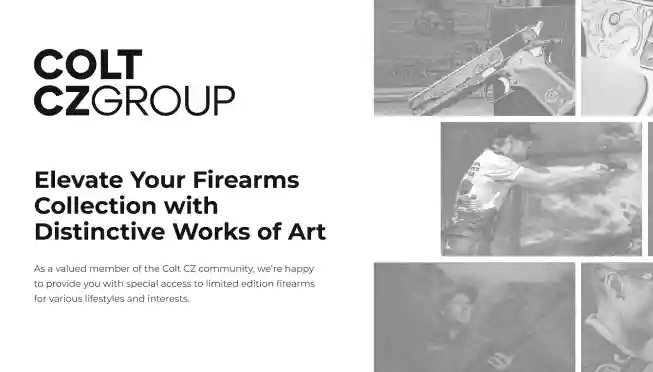 COLT
CZGROUP
Elevate Your Firearms
Collection with
Distinctive Works of Art
As a valued member of the Colt CZ community, we're happy
to provide you with special access to limited edition firearms
for various lifestyles and interests.